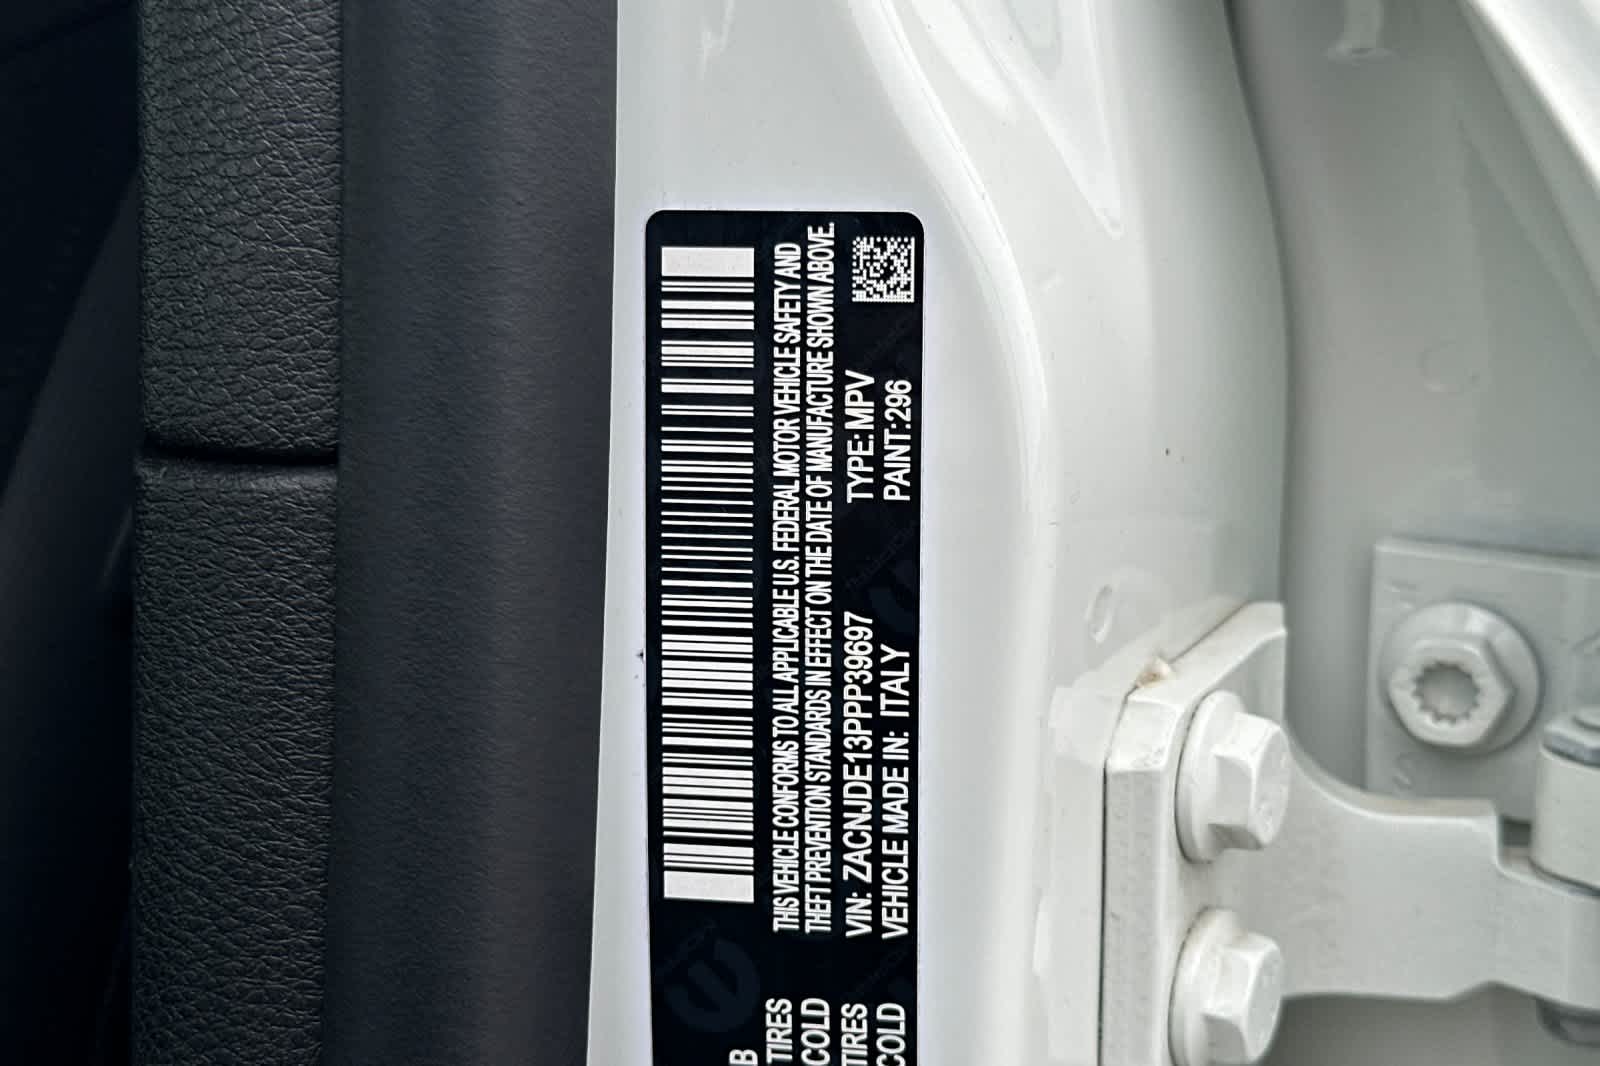 THIS VEHICLE CONFORMS TO ALL APPLICABLE U.S. FEDERAL MOTOR VEHICLE SAFETY AND
THEFT PREVENTION STANDARDS IN EFFECT ON THE DATE OF MANUFACTURE SHOWN ABOVE.
VIN: ZACNJDE13PPP39697 TYPE: MPV
VEHICLE MADE IN: ITALY PAINT: 296
B
TIRES
COLD
TIRES
COLD